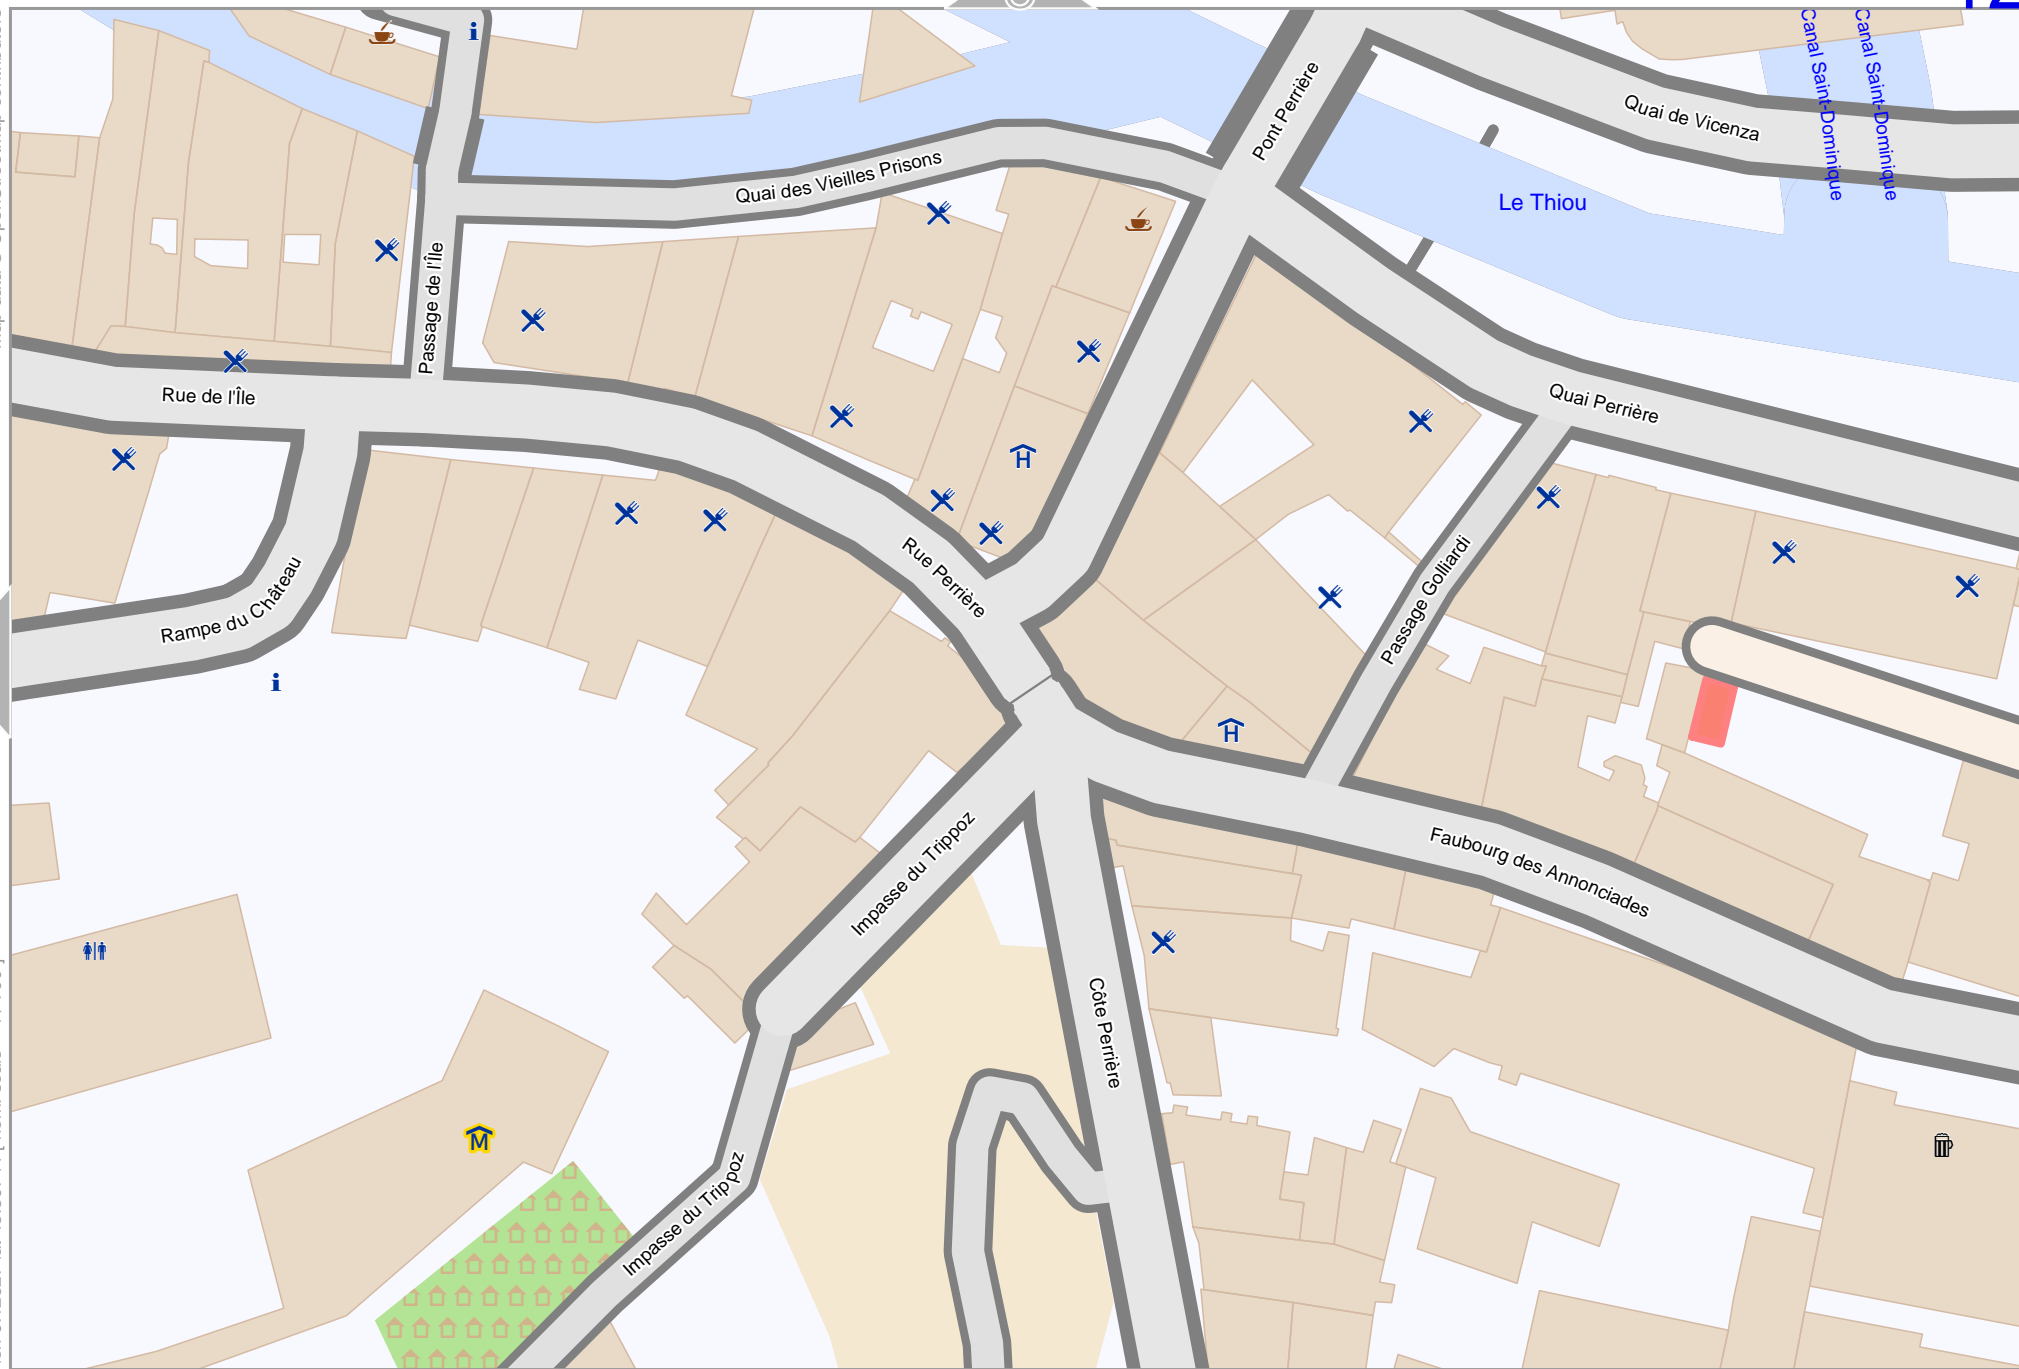 Canal Saint-Dominique
Canal Saint-Dominique
Pont Perrière
Quai de Vicenza
Quai des Vieilles Prisons
Le Thiou
Passage de l'Île
Rue de l'Île
Quai Perrière
Rue Perrière
Passage Golliardi
Rampe du Château
H
i
i
H
Impasse du Trippoz
Faubourg des Annonciades
Côte Perrière
M
Impasse du Trippoz